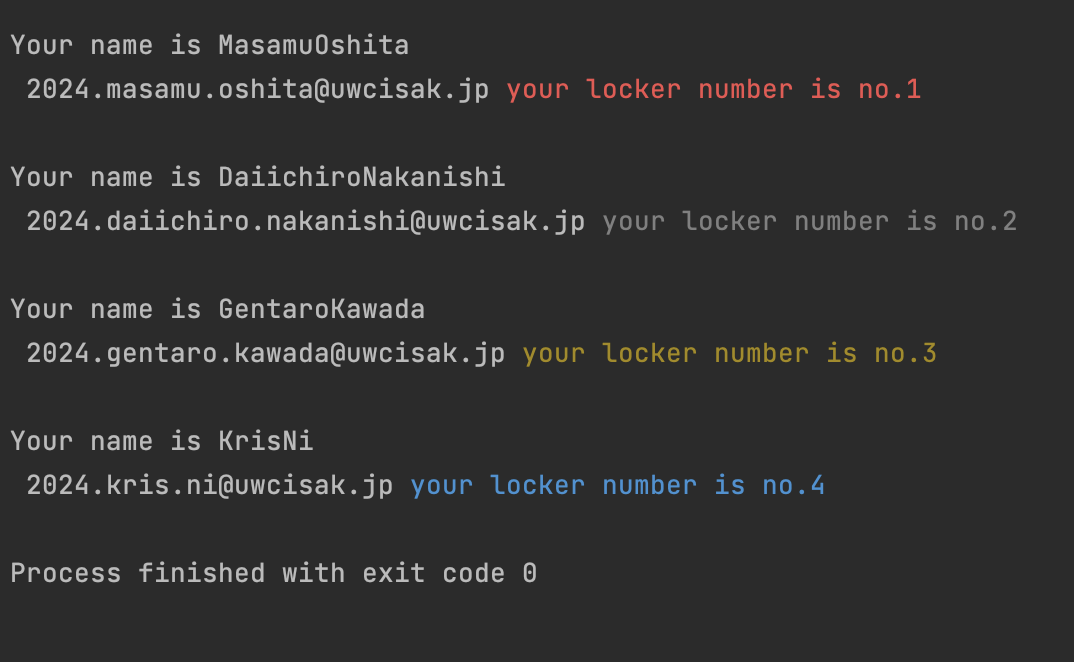 Your name is MasamuOshita
2024.masamu.oshita@uwcisak.jp your locker number is no.1
Your name is DaiichiroNakanishi
2024.daiichiro.nakanishi@uwcisak.jp your locker number is no.2
Your name is GentaroKawada
2024.gentaro.kawada@uwcisak.jp your locker number is no.3
Your name is KrisNi
2024.kris.ni@uwcisak.jp your locker number is no.4
Process finished with exit code 0